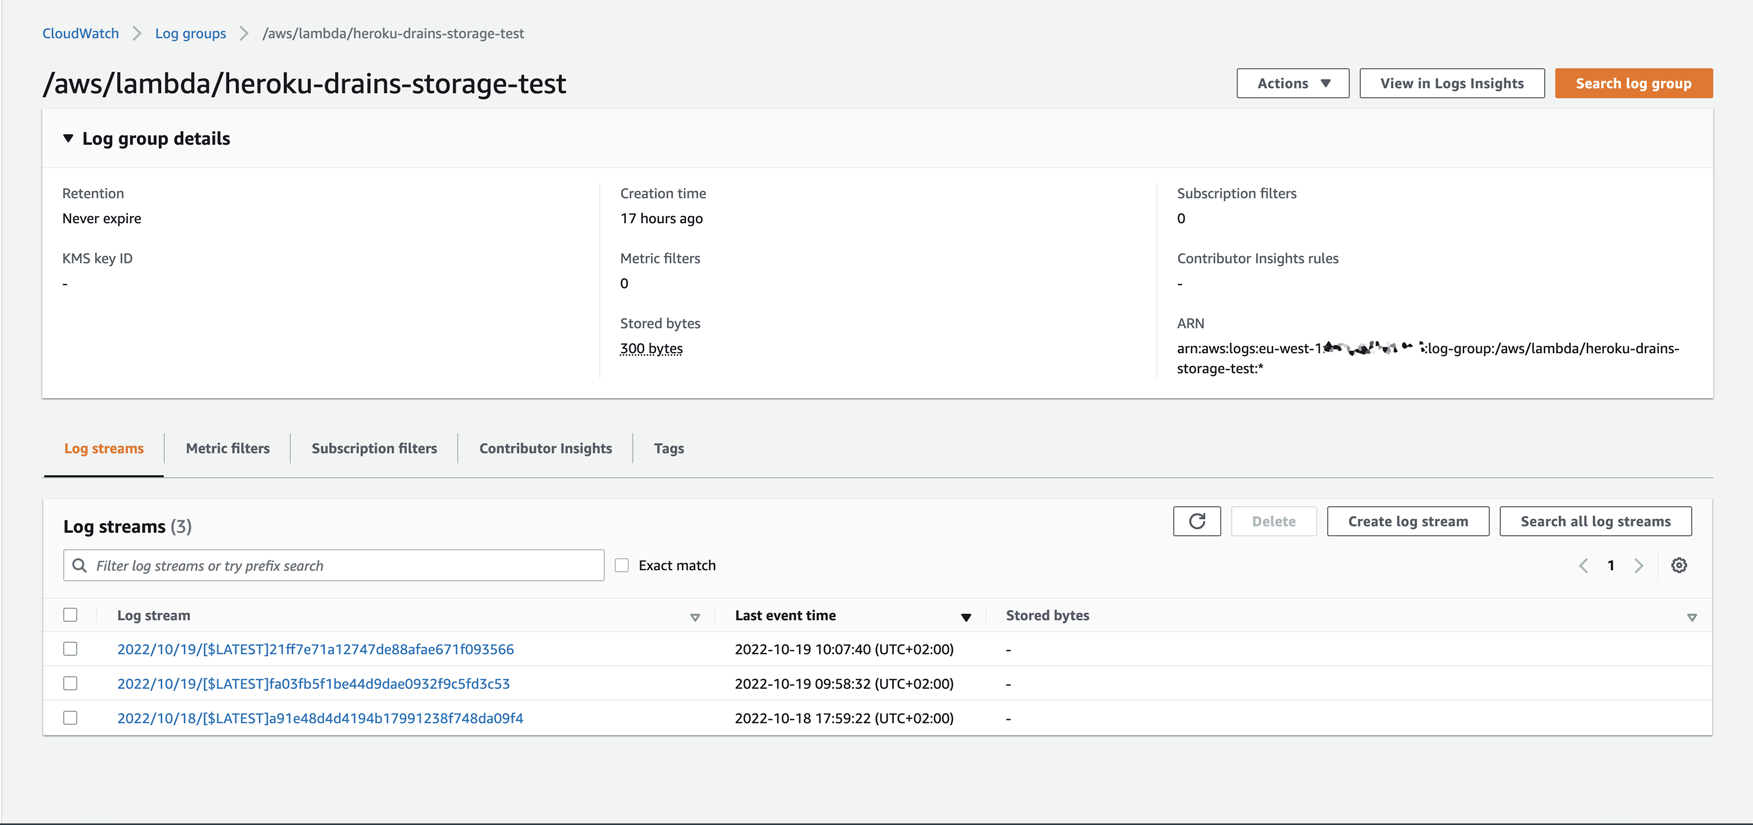 CloudWatch > Log groups > /aws/lambda/heroku-drains-storage-test
/aws/lambda/heroku-drains-storage-test
Actions ▼ View in Logs Insights Search log group
▼ Log group details
Retention Creation time Subscription filters
Never expire 17 hours ago 0
KMS key ID Metric filters Contributor Insights rules
- 0 -
Stored bytes ARN
300 bytes arn:aws:logs:eu-west-1: :log-group:/aws/lambda/heroku-drains-
storage-test:*
Log streams Metric filters Subscription filters Contributor Insights Tags
Log streams (3) Delete Create log stream Search all log streams
Filter log streams or try prefix search Exact match < 1 >
Log stream Last event time Stored bytes
2022/10/19/[$LATEST]21ff7e71a12747de88afae671f093566 2022-10-19 10:07:40 (UTC+02:00) -
2022/10/19/[$LATEST]fa03fb5f1be44d9dae0932f9c5fd3c53 2022-10-19 09:58:32 (UTC+02:00) -
2022/10/18/[$LATEST]a91e48d4d4194b17991238f748da09f4 2022-10-18 17:59:22 (UTC+02:00) -